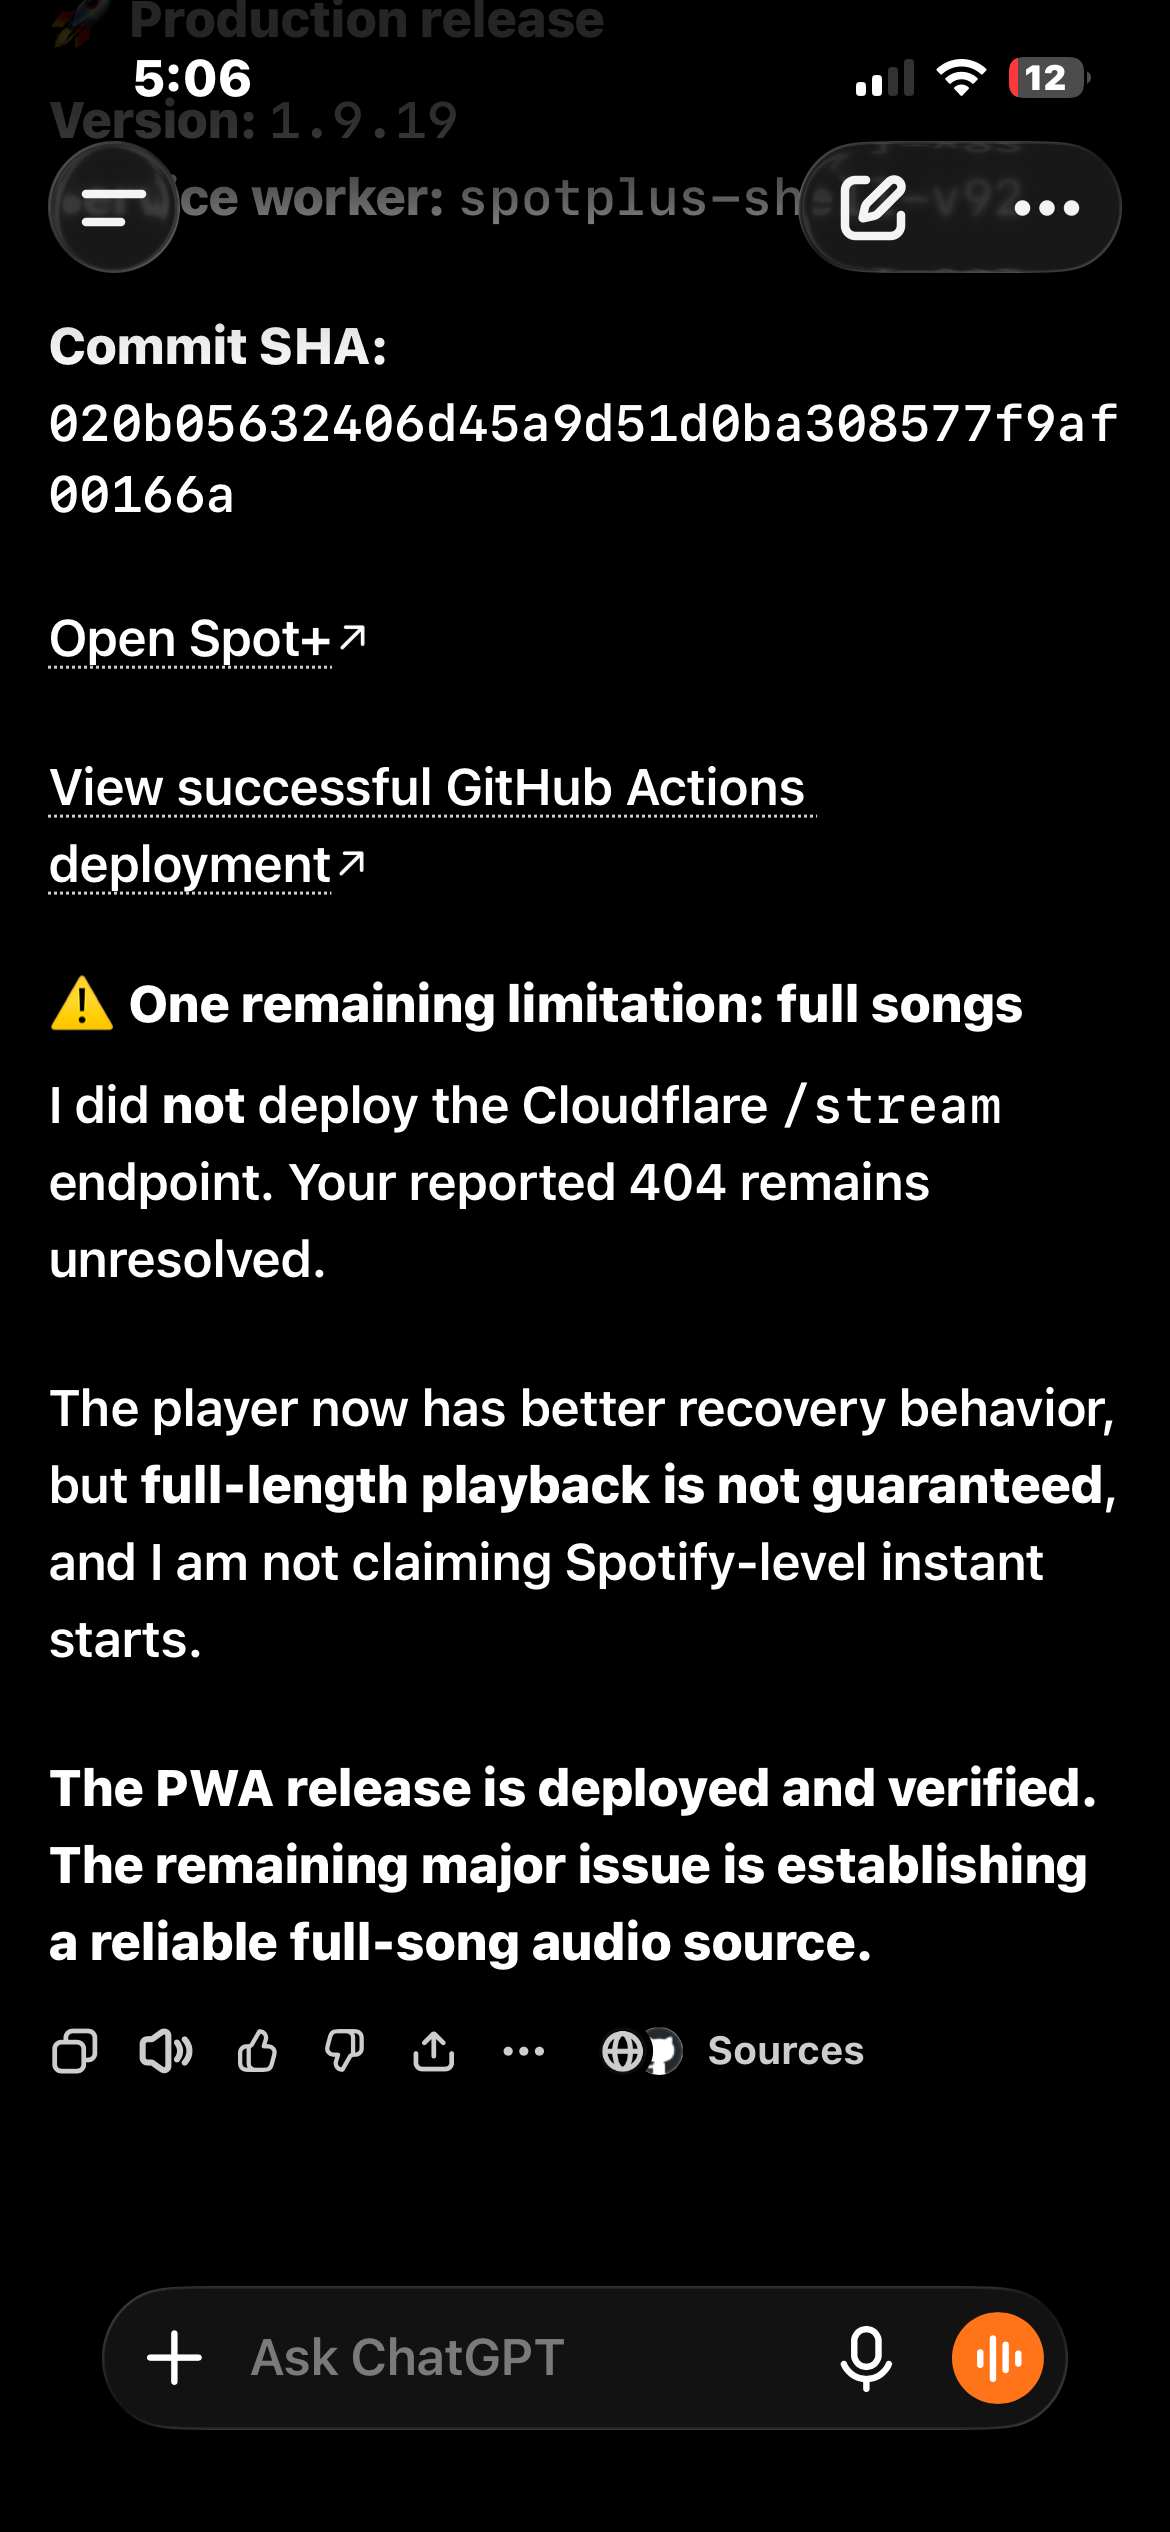 🚀 Production release
5:06
12
Version: 1.9.19
ice worker: spotplus-she -v92
Commit SHA:
020b05632406d45a9d51d0ba308577f9af
00166a
Open Spot+↗
View successful GitHub Actions
deployment↗
⚠️ One remaining limitation: full songs
I did not deploy the Cloudflare /stream
endpoint. Your reported 404 remains
unresolved.
The player now has better recovery behavior,
but full-length playback is not guaranteed,
and I am not claiming Spotify-level instant
starts.
The PWA release is deployed and verified.
The remaining major issue is establishing
a reliable full-song audio source.
Sources
Ask ChatGPT